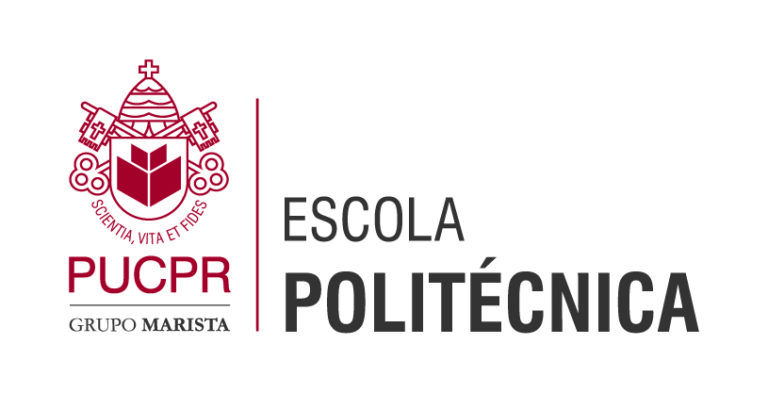 SCIENTIA, VITA ET FIDES
PUCPR
GRUPO MARISTA
ESCOLA
POLITÉCNICA